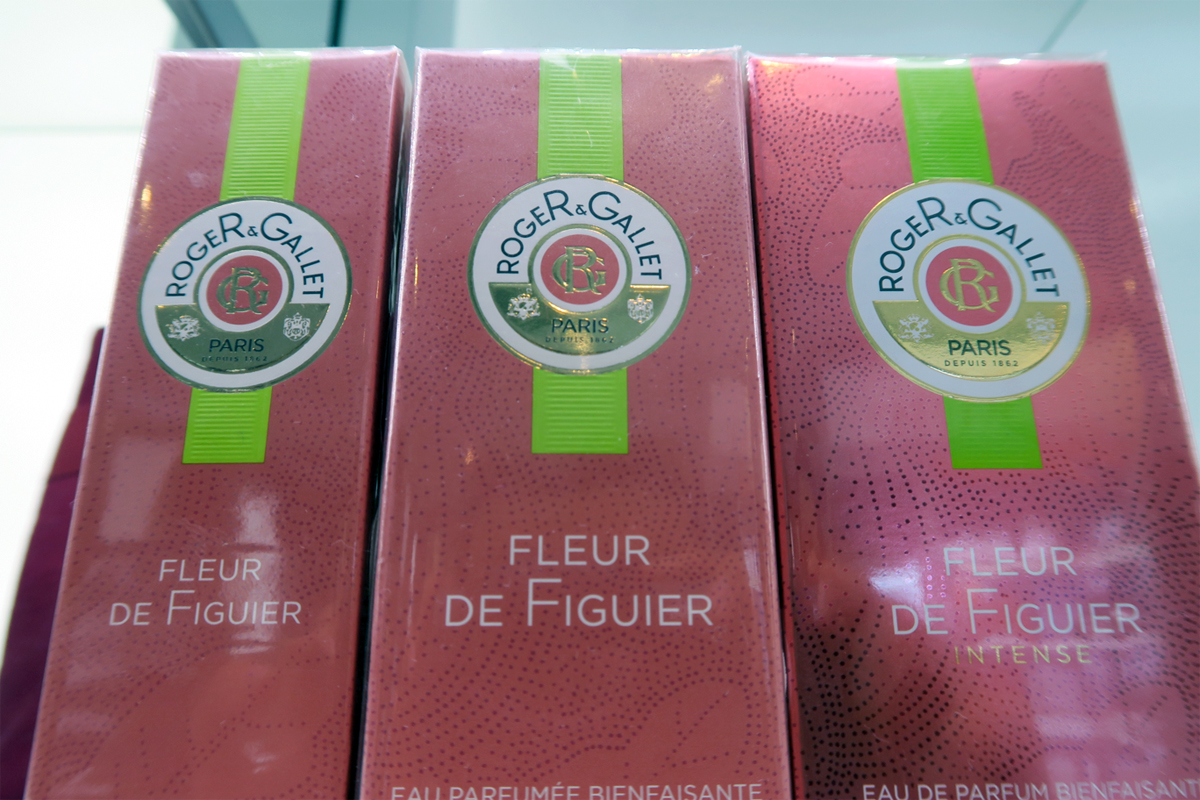 ROGER & GALLET
PARIS
DEPUIS 1862
FLEUR
DE FIGUIER
ROGER & GALLET
PARIS
DEPUIS 1862
FLEUR
DE FIGUIER
EAU PARFUMÉE BIENFAISANTE
ROGER & GALLET
PARIS
DEPUIS 1862
FLEUR
DE FIGUIER
INTENSE
EAU DE PARFUM BIENFAISANTE